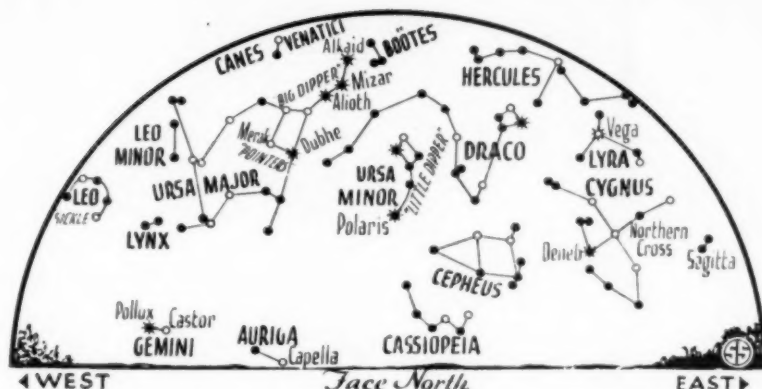 CANES VENATICI
Alkaid
BOÖTES
HERCULES
"BIG DIPPER"
Mizar
Alioth
LEO MINOR
Merak
"POINTERS"
Dubhe
URSA MAJOR
URSA MINOR
"LITTLE DIPPER"
DRACO
Vega
LYRA
CYGNUS
LEO
SICKLE
LYNX
Polaris
Deneb
Northern Cross
Sagitta
CEPHEUS
Pollux
Castor
GEMINI
AURIGA
Capella
CASSIOPEIA
WEST
Face North
EAST